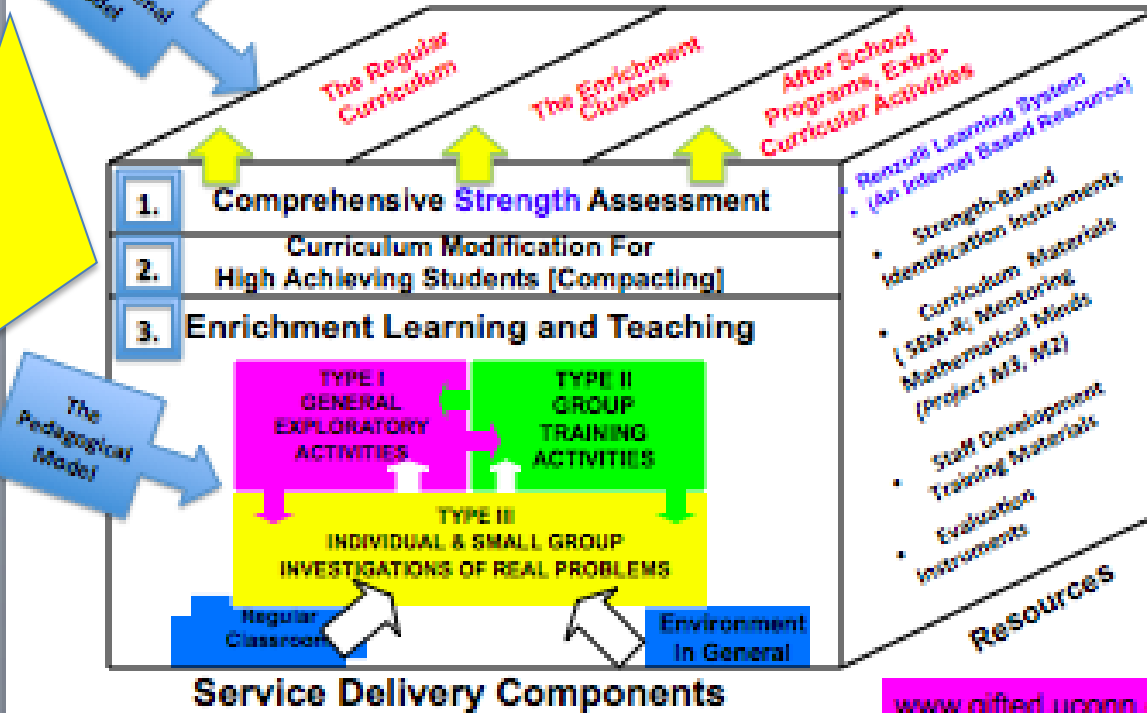 The Regular
Curriculum
The Enrichment
Clusters
After School
Programs, Extra-
Curricular Activities
1.
Comprehensive Strength Assessment
2.
Curriculum Modification For
High Achieving Students [Compacting]
3.
Enrichment Learning and Teaching
TYPE I
GENERAL
EXPLORATORY
ACTIVITIES
TYPE II
GROUP
TRAINING
ACTIVITIES
TYPE III
INDIVIDUAL & SMALL GROUP
INVESTIGATIONS OF REAL PROBLEMS
Regular
Classroom
Environment
In General
The
Pedagogical
Model
• Renzulli Learning System
• (An Internet Based Resource)
• Strength-Based
Identification Instruments
• Curriculum Materials
( SEM-R; Mentoring
Mathematical Minds
(Project M3, M2)
• Staff Development
Training Materials
• Evaluation
Instruments
Resources
Service Delivery Components
www.gifted.uconn